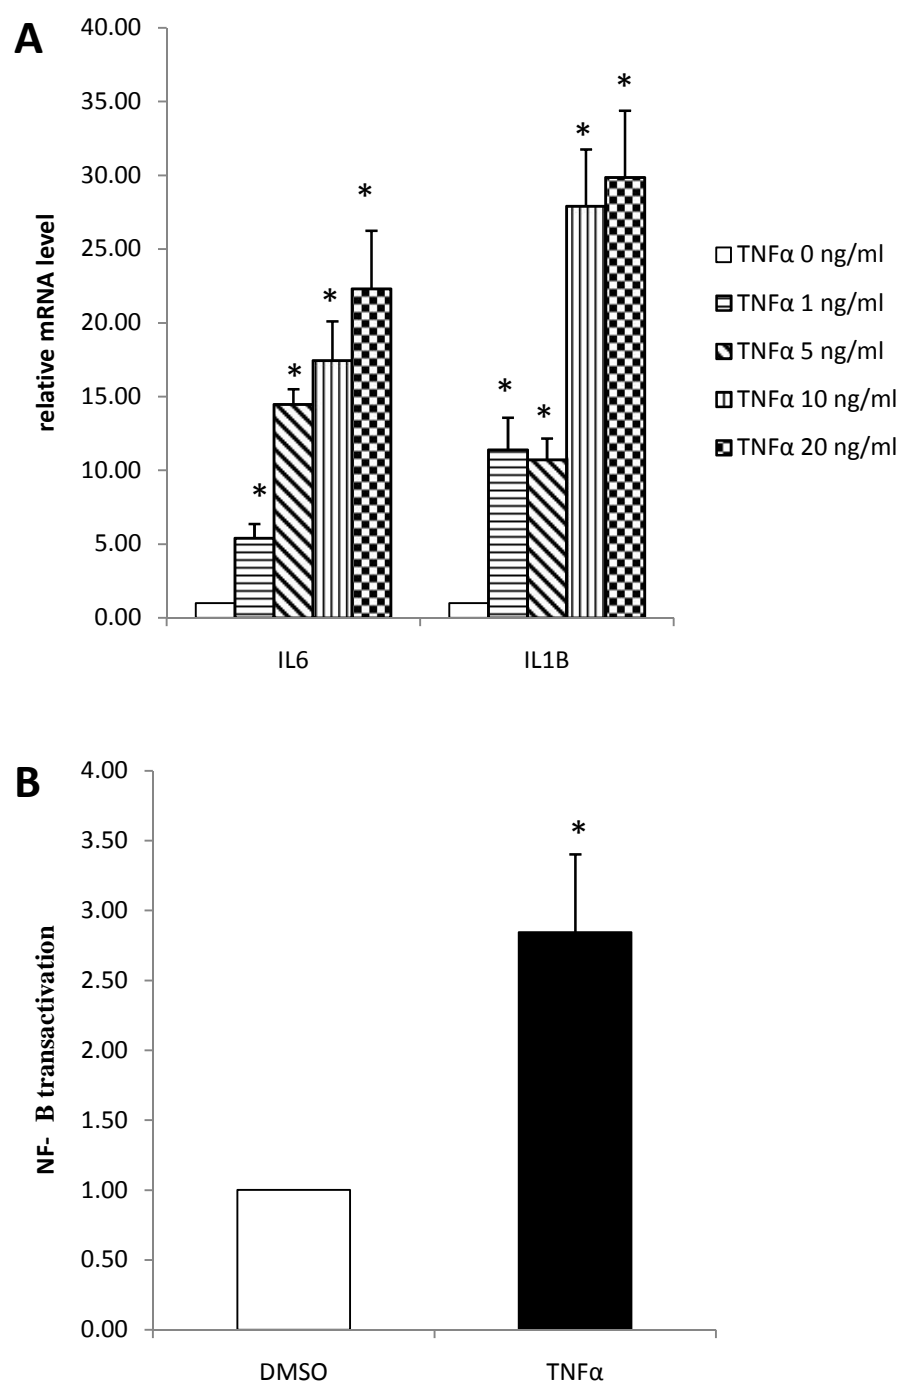 A
40.00
35.00
30.00
25.00
20.00
15.00
10.00
5.00
0.00
relative mRNA level
* * * * * * * *
IL6 IL1B
TNFα 0 ng/ml
TNFα 1 ng/ml
TNFα 5 ng/ml
TNFα 10 ng/ml
TNFα 20 ng/ml
B
4.00
3.50
3.00
2.50
2.00
1.50
1.00
0.50
0.00
NF- B transactivation
*
DMSO TNFα